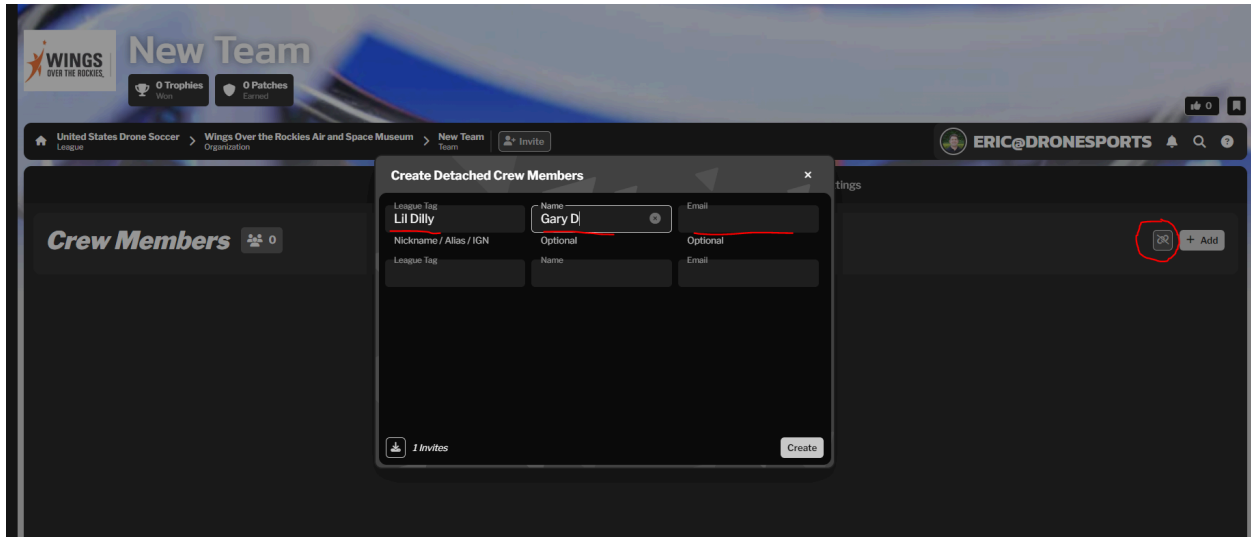 WINGS
OVER THE ROCKIES.
New Team
0 Trophies
Won
0 Patches
Earned
0
United States Drone Soccer
League
Wings Over the Rockies Air and Space Museum
Organization
New Team
Team
Invite
ERIC@DRONESPORTS
Create Detached Crew Members
tings
League Tag
Lil Dilly
Name
Gary D
Email
Nickname / Alias / IGN
Optional
Optional
League Tag
Name
Email
Crew Members
0
+ Add
1 Invites
Create